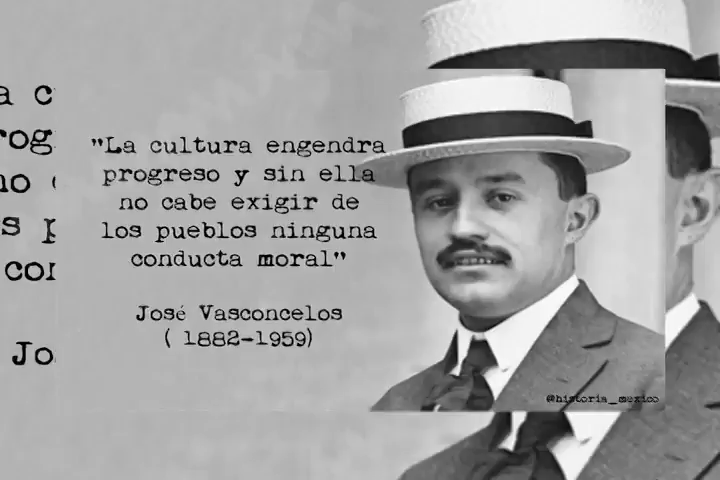 "La cultura engendra
progreso y sin ella
no cabe exigir de
los pueblos ninguna
conducta moral"
José Vasconcelos
( 1882-1959)
@historia_mexico